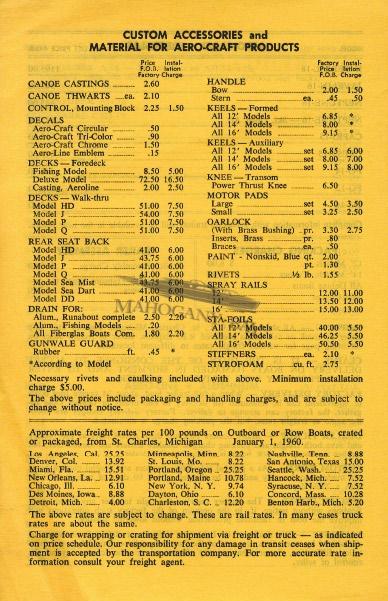 CUSTOM ACCESSORIES and
MATERIAL FOR AERO-CRAFT PRODUCTS
Price Instal-
F.O.B. lation
Factory Charge
CANOE CASTINGS 2.60
CANOE THWARTS ea. 2.10
CONTROL, Mounting Block 2.25 1.50
DECALS
Aero-Craft Circular .50
Aero-Craft Tri-Color .90
Aero-Craft Chrome 1.50
Aero-Line Emblem .15
DECKS — Foredeck
Fishing Model 8.50 5.00
Deluxe Model 72.50 16.50
Casting, Aeroline 2.00 2.50
DECKS — Walk-thru
Model HD 51.00 7.50
Model J 54.00 7.50
Model P 51.00 7.50
Model Q 51.00 7.50
REAR SEAT BACK
Model HD 41.00 6.00
Model J 43.75 6.00
Model P 41.00 6.00
Model Q 41.00 6.00
Model Sea Mist 43.75 6.00
Model Sea Dart 41.00 6.00
Model DD 41.00 6.00
DRAIN FOR:
Alum., Runabout complete 2.50 2.20
Alum., Fishing Models .20
All Fiberglas Boats Com. 1.80 2.20
GUNWALE GUARD
Rubber ft. .45 *
*According to Model
Factory Instal-
Price lation
F.O.B. Charge
HANDLE
Bow 2.00 1.50
Stern ea. .45 .50
KEELS — Formed
All 12' Models 6.85 *
All 14' Models 8.00 *
All 16' Models 9.15 *
KEELS — Auxiliary
All 12' Models set 6.85 6.00
All 14' Models set 8.00 7.00
All 16' Models set 9.15 8.00
KNEE — Transom
Power Thrust Knee 6.50
MOTOR PADS
Large set 4.50 3.50
Small set 3.25 2.50
OARLOCK
(With Brass Bushing) pr. 3.30 2.75
Inserts, Brass pr. .80
Braces ea. .50
PAINT - Nonskid, Blue qt. 2.00
pt. 1.30
RIVETS ½ lb. 1.55
SPRAY RAILS
12' 12.00 11.00
14' 13.50 12.00
16' 15.00 13.00
STA-FOILS
All 12' Models 40.00 5.50
All 14' Models 46.25 5.50
All 16' Models 50.50 5.50
STIFFNERS ea. 2.10 *
STYROFOAM cu. ft. 2.75
MAHOGANY
Necessary rivets and caulking included with above. Minimum installation
charge $5.00.
The above prices include packaging and handling charges, and are subject to
change without notice.
Approximate freight rates per 100 pounds on Outboard or Row Boats, crated
or packaged, from St. Charles, Michigan January 1, 1960.
Los Angeles, Cal. 25.25 Minneapolis, Minn. 8.22 Nashville, Tenn. 8.88
Denver, Col. 13.92 St. Louis, Mo. 8.22 San Antonio, Texas 15.00
Miami, Fla. 15.51 Portland, Oregon 25.25 Seattle, Wash. 25.25
New Orleans, La. 12.91 Portland, Maine 10.78 Hancock, Mich. 7.52
Chicago, Ill. 6.10 New York, N. Y. 9.74 Syracuse, N. Y. 7.52
Des Moines, Iowa 8.88 Dayton, Ohio 6.10 Concord, Mass. 10.28
Detroit, Mich. 4.00 Charleston, S. C. 12.20 Benton Harb., Mich. 5.20
The above rates are subject to change. These are rail rates. In many cases truck
rates are about the same.
Charge for wrapping or crating for shipment via freight or truck — as indicated
on price schedule. Our responsibility for any damage in transit ceases when ship-
ment is accepted by the transportation company. For more accurate rate in-
formation consult your freight agent.